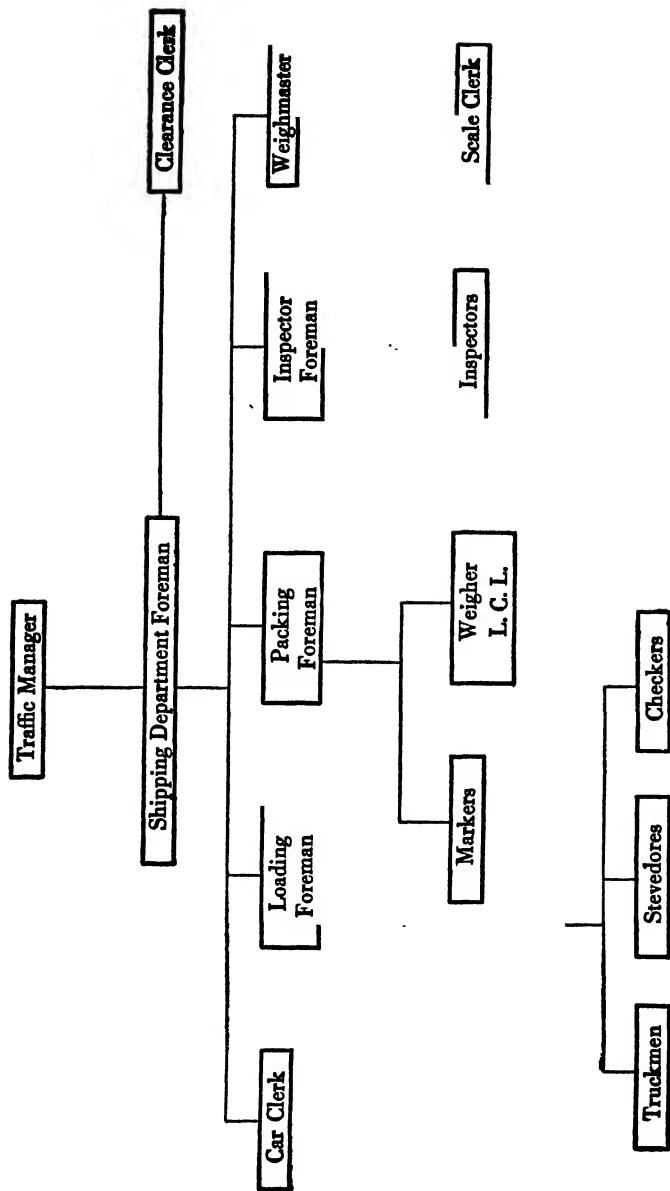 Traffic Manager
Shipping Department Foreman
Clearance Clerk
Car Clerk
Loading
Foreman
Packing
Foreman
Inspector
Foreman
Weighmaster
Markers
Weigher
L. C. L.
Inspectors
Scale Clerk
Truckmen
Stevedores
Checkers